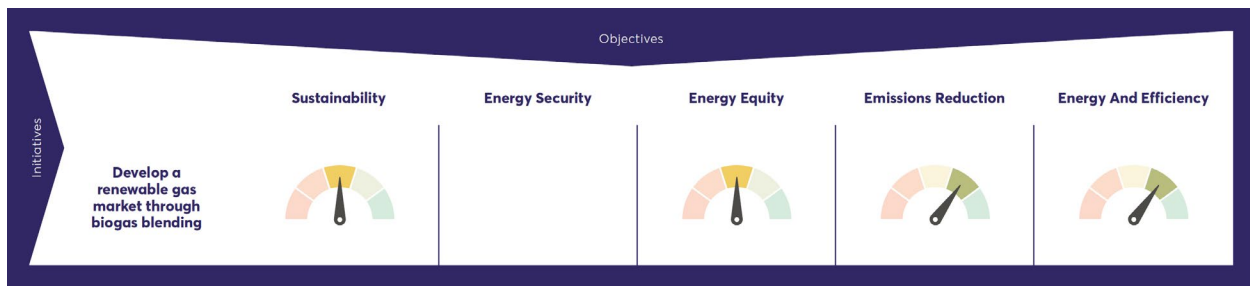 Objectives
Sustainability
Energy Security
Energy Equity
Emissions Reduction
Energy And Efficiency
Initiatives
Develop a
renewable gas
market through
biogas blending